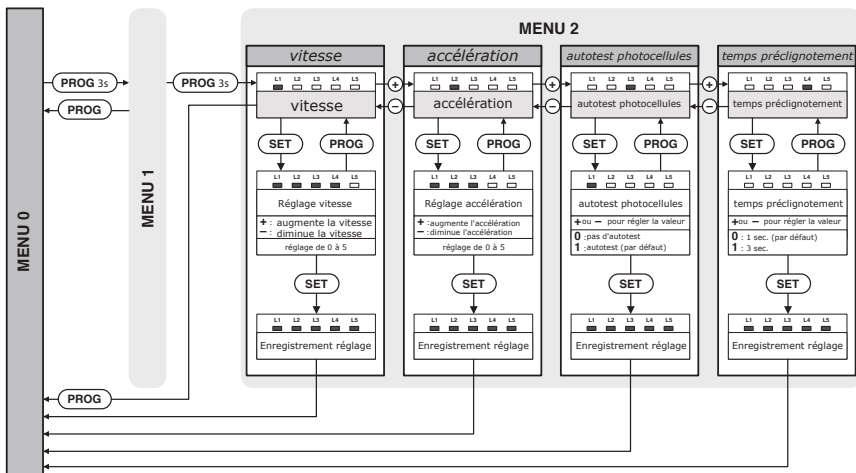 MENU 2
vitesse
accélération
autotest photocellules
temps préclignotement
PROG 3s
PROG 3s
L1 L2 L3 L4 L5
L1 L2 L3 L4 L5
L1 L2 L3 L4 L5
L1 L2 L3 L4 L5
+
+
+
vitesse
accélération
autotest photocellules
temps préclignotement
PROG
−
−
−
SET
PROG
SET
PROG
SET
PROG
SET
PROG
MENU 0
MENU 1
L1 L2 L3 L4 L5
L1 L2 L3 L4 L5
L1 L2 L3 L4 L5
L1 L2 L3 L4 L5
Réglage vitesse
+ : augmente la vitesse
− : diminue la vitesse
réglage de 0 à 5
Réglage accélération
+ :augmente l'accélération
− :diminue l'accélération
réglage de 0 à 5
autotest photocellules
+ou − pour régler la valeur
0 :pas d'autotest
1 :autotest (par défaut)
temps préclignotement
+ou − pour régler la valeur
0 : 1 sec. (par défaut)
1 : 3 sec.
SET
SET
SET
SET
L1 L2 L3 L4 L5
L1 L2 L3 L4 L5
L1 L2 L3 L4 L5
L1 L2 L3 L4 L5
Enregistrement réglage
Enregistrement réglage
Enregistrement réglage
Enregistrement réglage
PROG